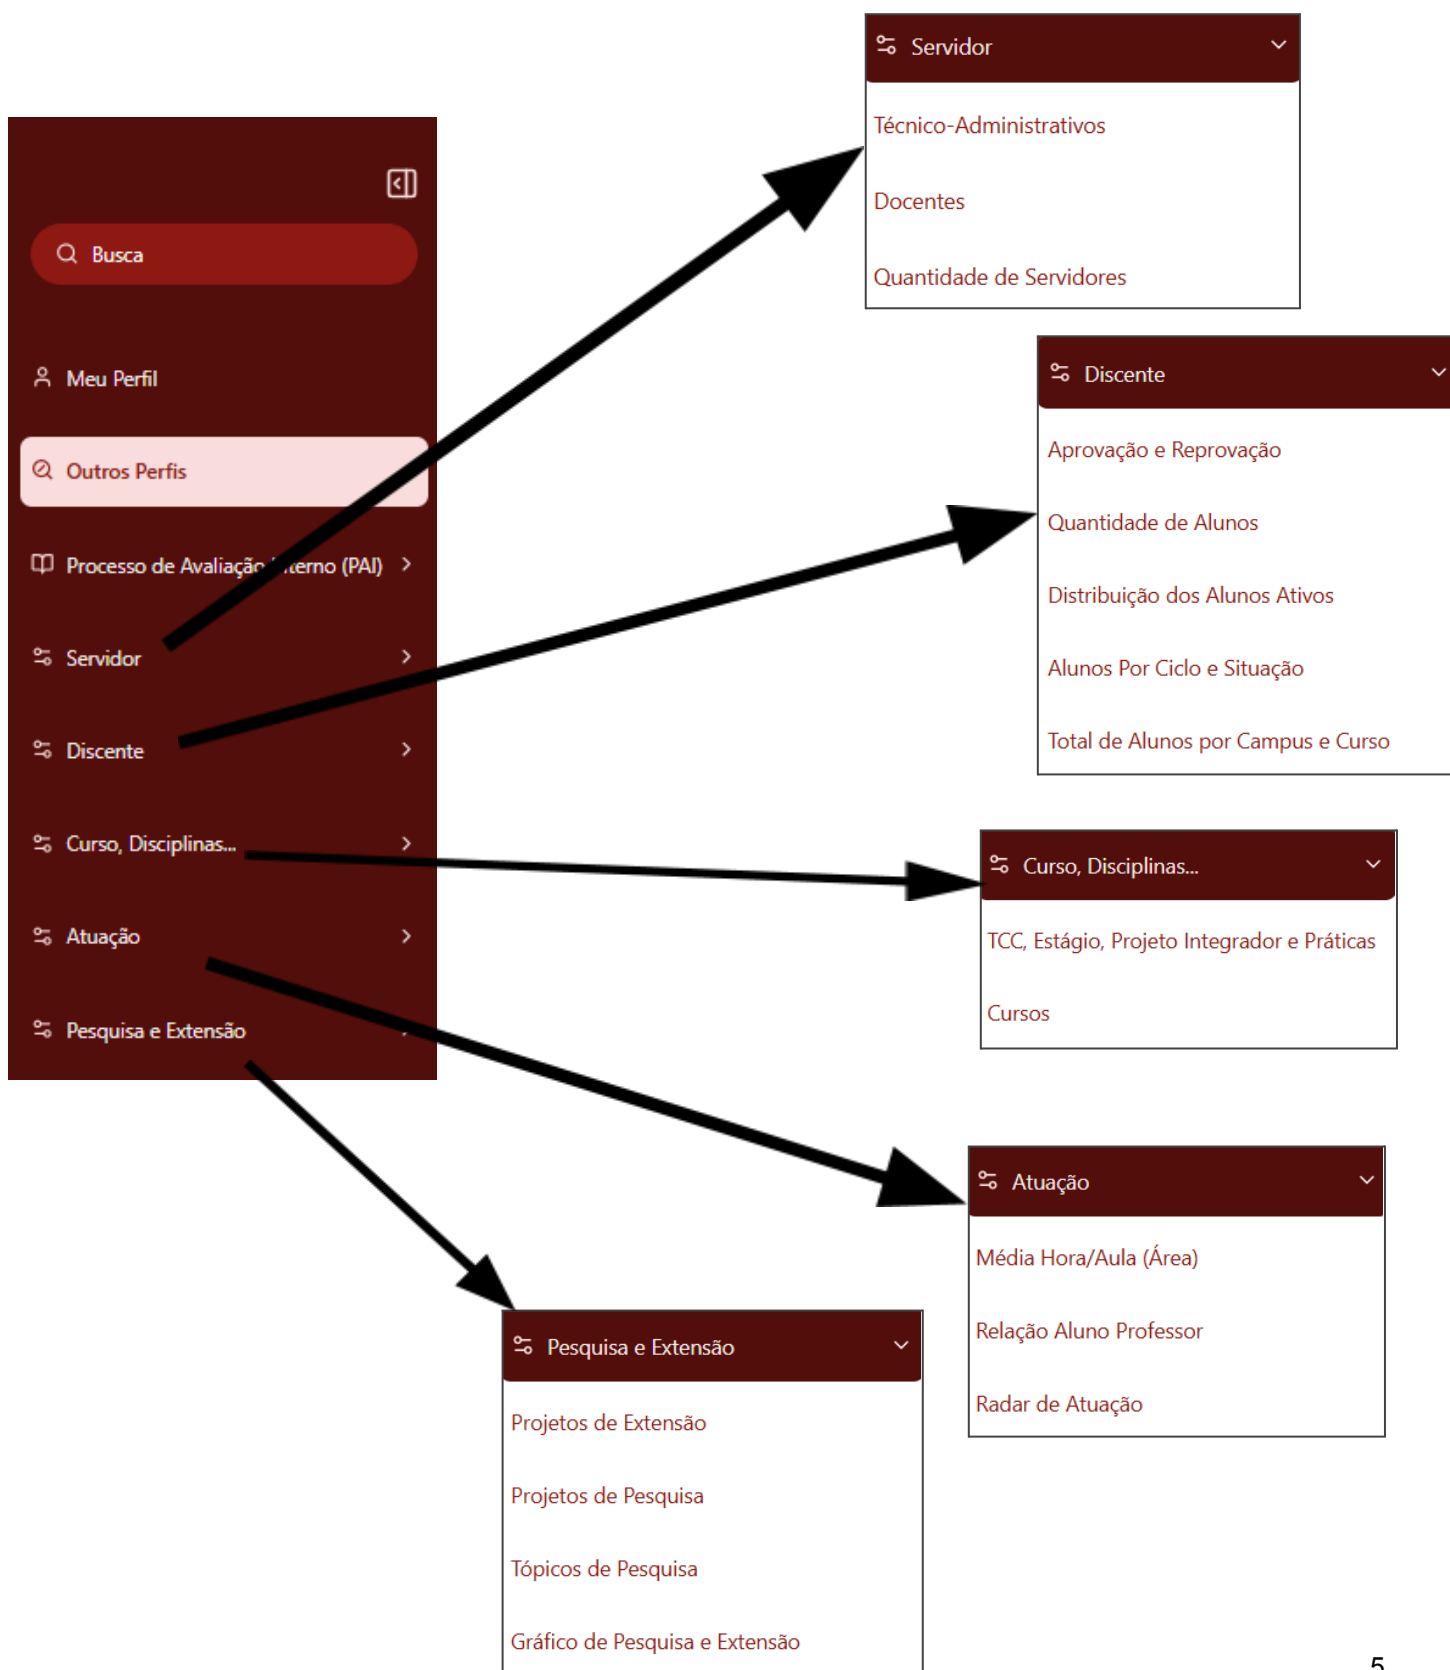 Busca
Meu Perfil
Outros Perfis
Processo de Avaliação Interno (PAI)
Servidor
Discente
Curso, Disciplinas...
Atuação
Pesquisa e Extensão
Servidor
Técnico-Administrativos
Docentes
Quantidade de Servidores
Discente
Aprovação e Reprovação
Quantidade de Alunos
Distribuição dos Alunos Ativos
Alunos Por Ciclo e Situação
Total de Alunos por Campus e Curso
Curso, Disciplinas...
TCC, Estágio, Projeto Integrador e Práticas
Cursos
Atuação
Média Hora/Aula (Área)
Relação Aluno Professor
Radar de Atuação
Pesquisa e Extensão
Projetos de Extensão
Projetos de Pesquisa
Tópicos de Pesquisa
Gráfico de Pesquisa e Extensão
5